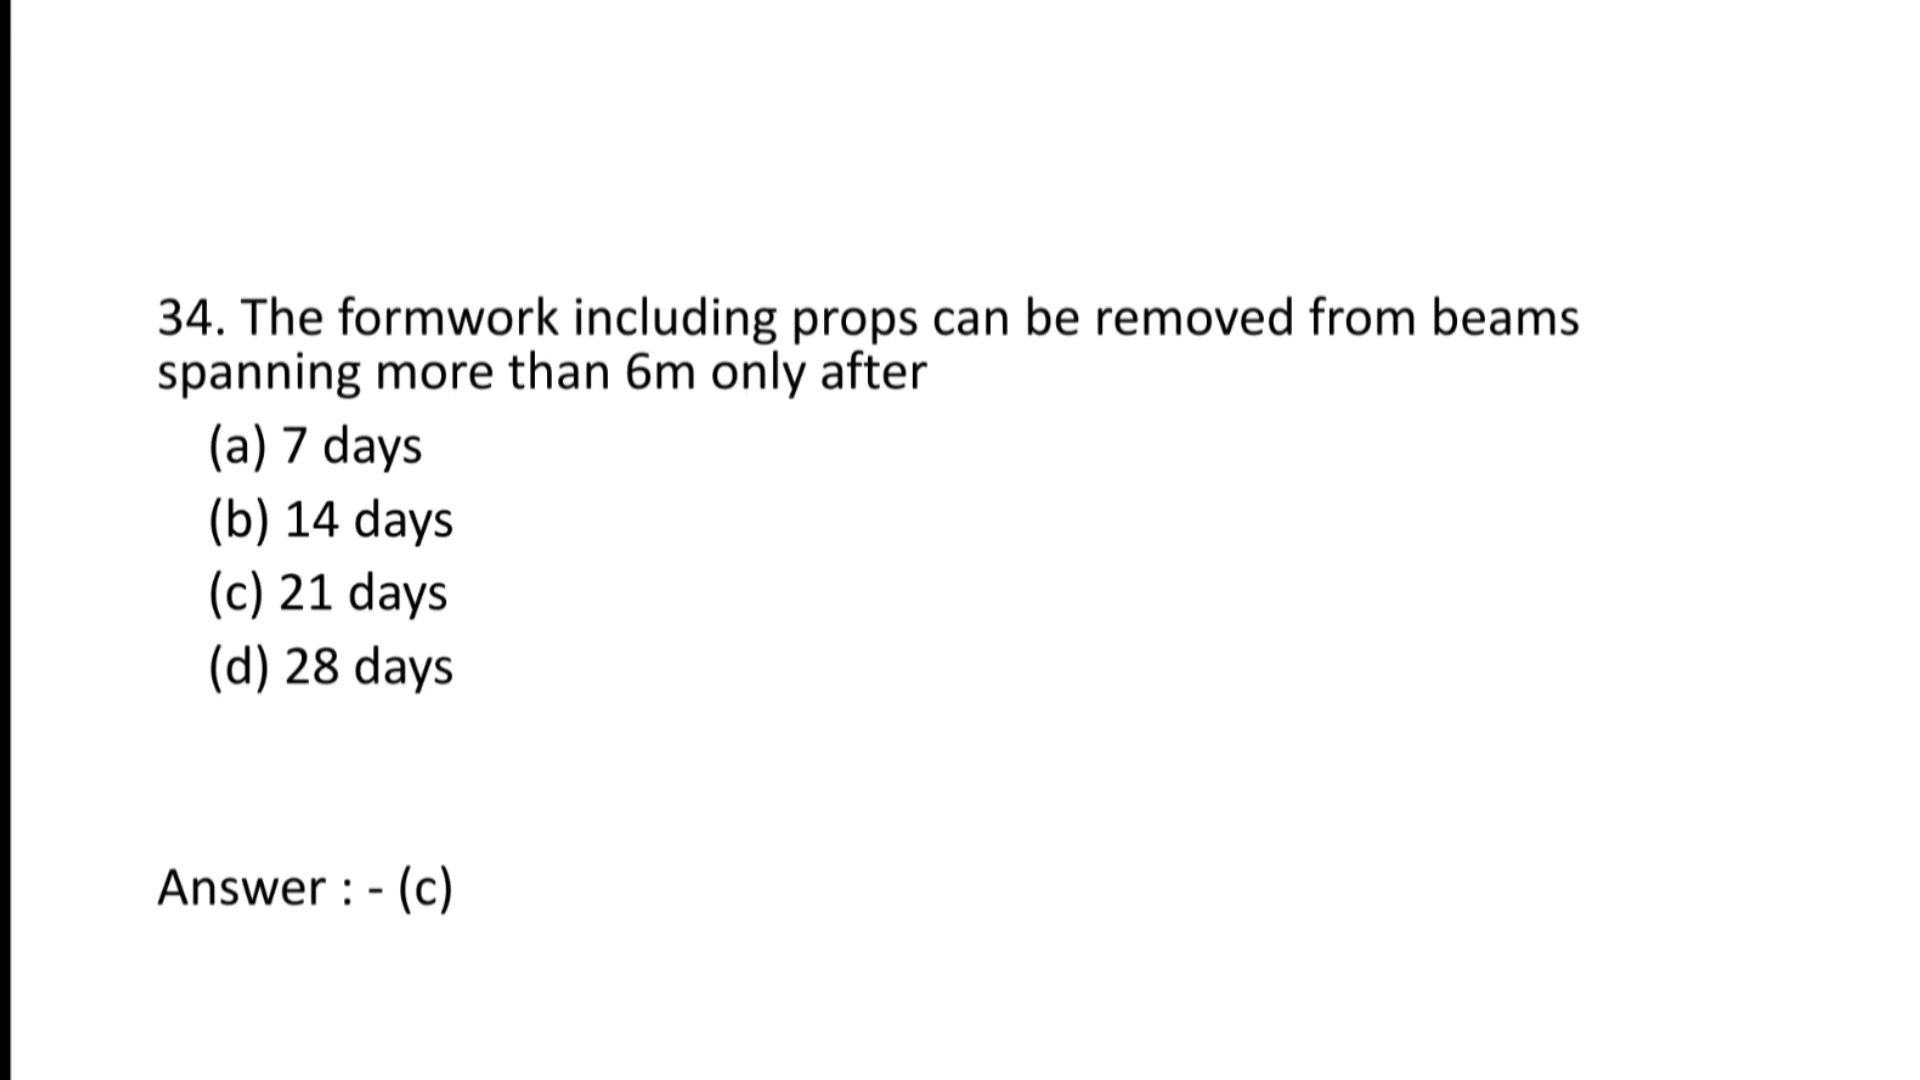 34. The formwork including props can be removed from beams
spanning more than 6m only after
(a) 7 days
(b) 14 days
(c) 21 days
(d) 28 days
Answer : - (c)